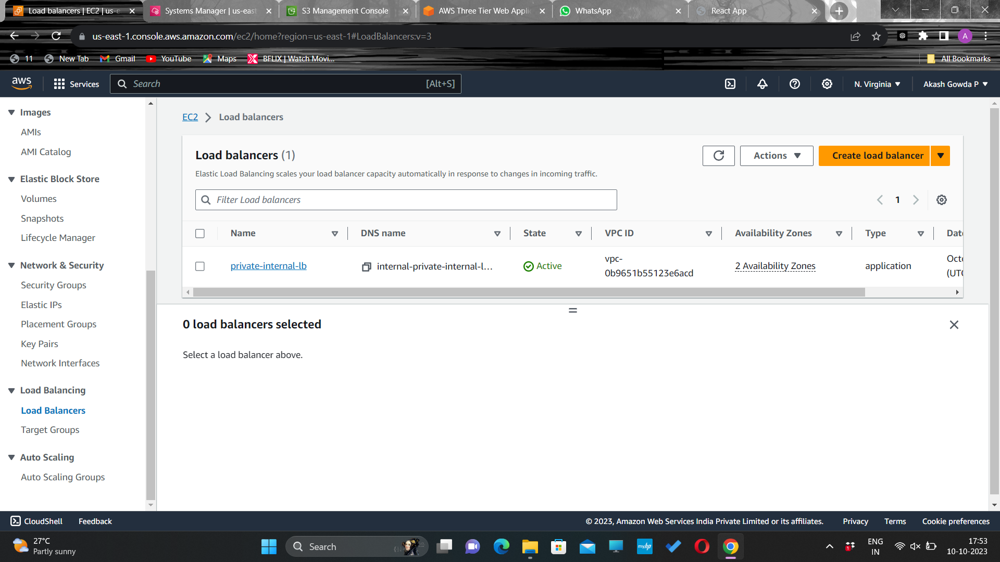 Load balancers | EC2 | us-e
Systems Manager | us-east
S3 Management Console
AWS Three Tier Web Applic
WhatsApp
React App
us-east-1.console.aws.amazon.com/ec2/home?region=us-east-1#LoadBalancers:v=3
A
11
New Tab
Gmail
YouTube
Maps
BFLIX | Watch Movi...
All Bookmarks
aws
Services
Search
[Alt+S]
N. Virginia
Akash Gowda P
Images
AMIs
AMI Catalog
Elastic Block Store
Volumes
Snapshots
Lifecycle Manager
Network & Security
Security Groups
Elastic IPs
Placement Groups
Key Pairs
Network Interfaces
Load Balancing
Load Balancers
Target Groups
Auto Scaling
Auto Scaling Groups
EC2
Load balancers
Load balancers (1)
Actions
Create load balancer
Elastic Load Balancing scales your load balancer capacity automatically in response to changes in incoming traffic.
Filter Load balancers
1
Name
DNS name
State
VPC ID
Availability Zones
Type
Date
private-internal-lb
internal-private-internal-l...
Active
vpc-
0b9651b55123e6acd
2 Availability Zones
application
Octo
(UTC
0 load balancers selected
Select a load balancer above.
CloudShell
Feedback
© 2023, Amazon Web Services India Private Limited or its affiliates.
Privacy
Terms
Cookie preferences
27°C
Partly sunny
Search
myhp
1
ENG
IN
17:53
10-10-2023